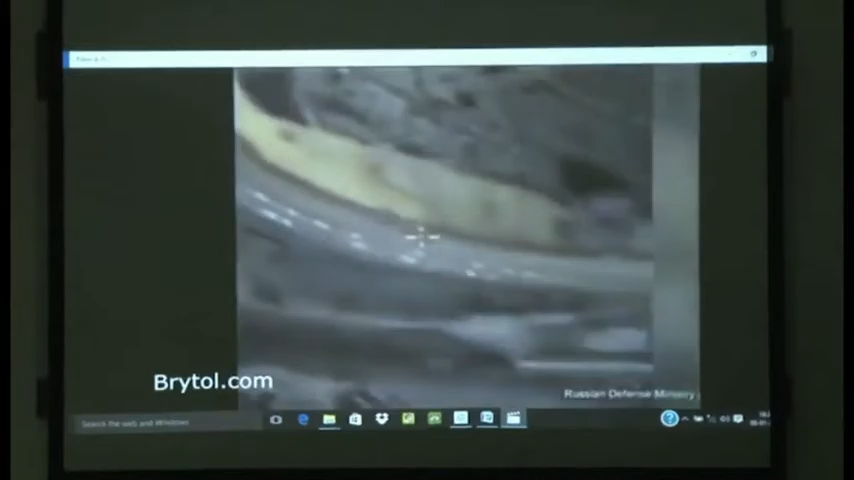 Brytol.com
Russian Defense Ministry
Search the web and Windows